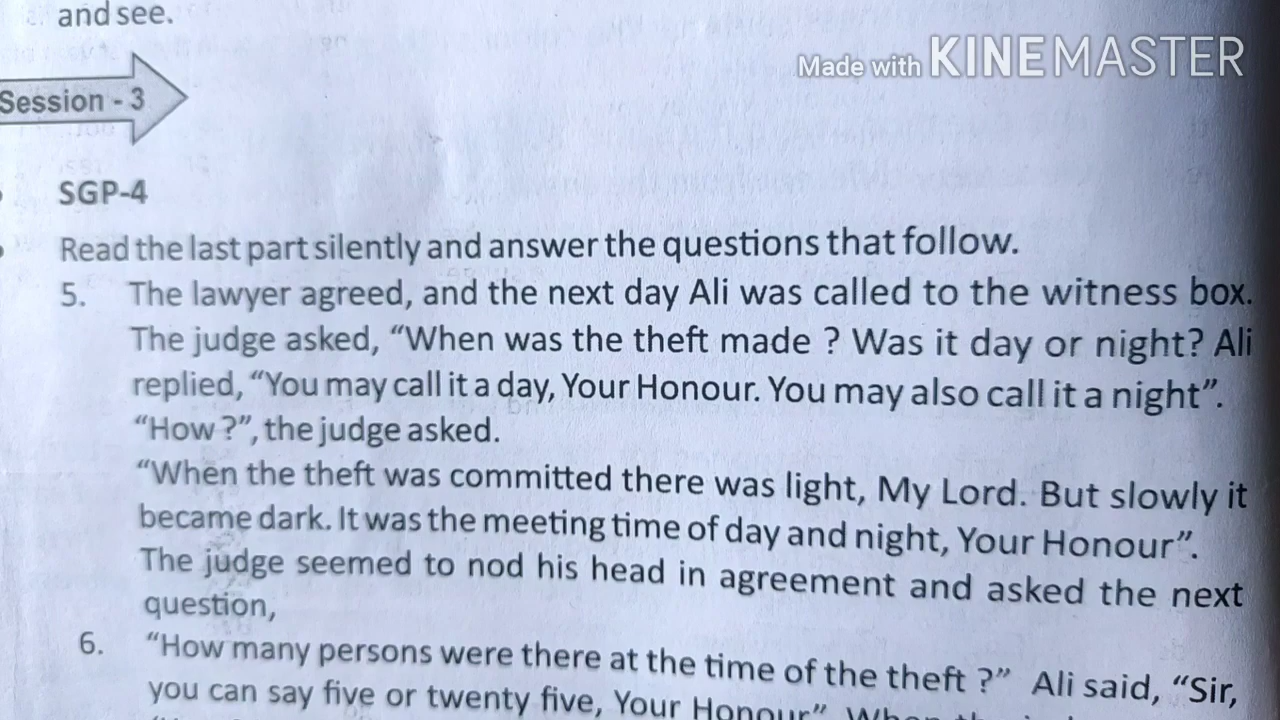 and see.
Made with KINEMASTER
Session - 3
SGP-4
Read the last part silently and answer the questions that follow.
5. The lawyer agreed, and the next day Ali was called to the witness box.
The judge asked, “When was the theft made ? Was it day or night? Ali
replied, “You may call it a day, Your Honour. You may also call it a night”.
“How ?”, the judge asked.
“When the theft was committed there was light, My Lord. But slowly it
became dark. It was the meeting time of day and night, Your Honour”.
The judge seemed to nod his head in agreement and asked the next
question,
6. “How many persons were there at the time of the theft ?” Ali said, “Sir,
you can say five or twenty five, Your Honour”